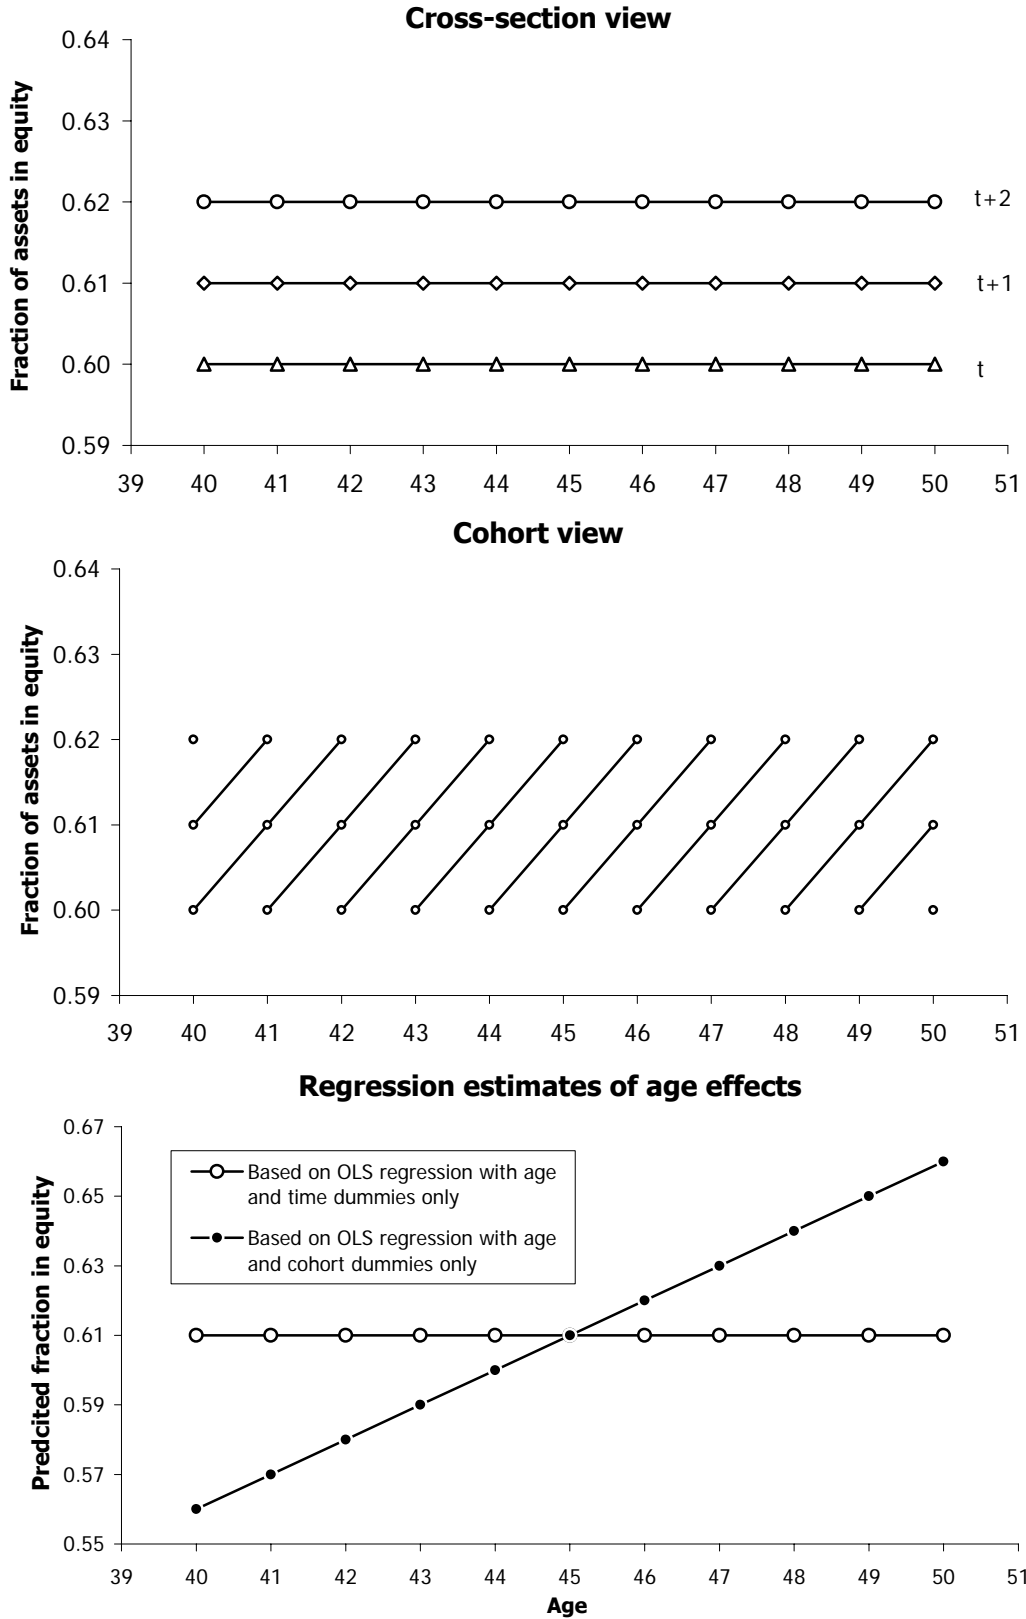 Cross-section view
Fraction of assets in equity
0.64
0.63
0.62
0.61
0.60
0.59
t+2
t+1
t
39 40 41 42 43 44 45 46 47 48 49 50 51
Cohort view
Fraction of assets in equity
0.64
0.63
0.62
0.61
0.60
0.59
39 40 41 42 43 44 45 46 47 48 49 50 51
Regression estimates of age effects
Predcited fraction in equity
0.67
0.65
0.63
0.61
0.59
0.57
0.55
Based on OLS regression with age
and time dummies only
Based on OLS regression with age
and cohort dummies only
39 40 41 42 43 44 45 46 47 48 49 50 51
Age